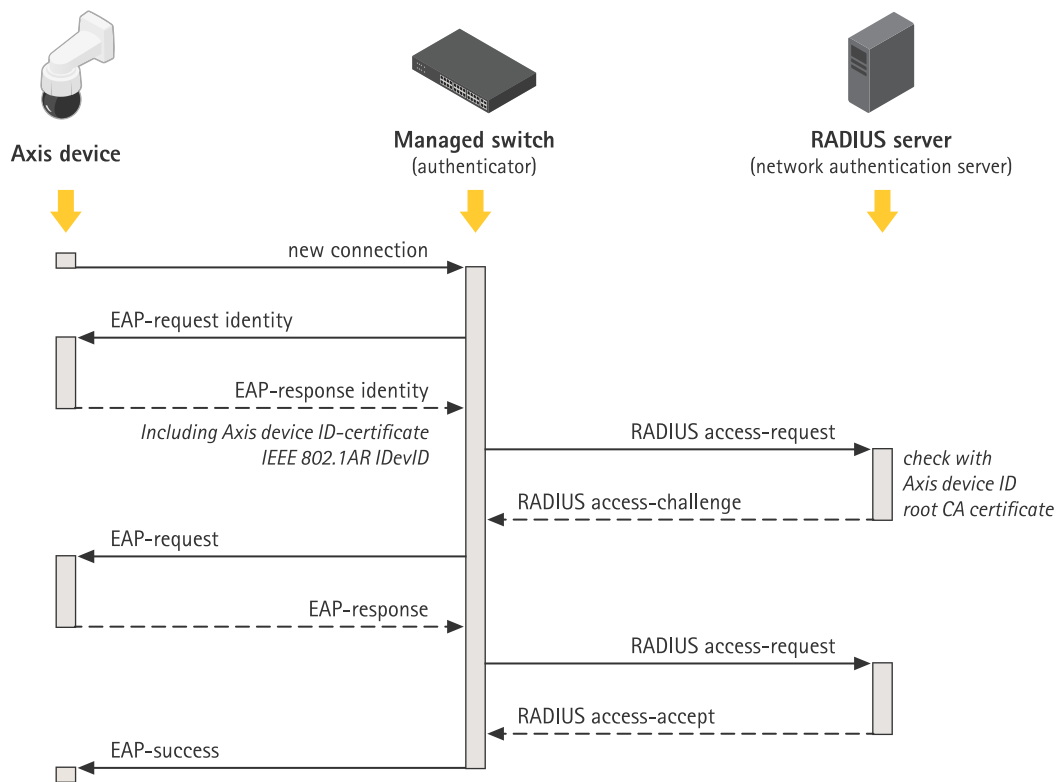 Axis device
Managed switch
(authenticator)
RADIUS server
(network authentication server)
new connection
EAP-request identity
EAP-response identity
Including Axis device ID-certificate
IEEE 802.1AR IDevID
RADIUS access-request
check with
Axis device ID
root CA certificate
RADIUS access-challenge
EAP-request
EAP-response
RADIUS access-request
RADIUS access-accept
EAP-success